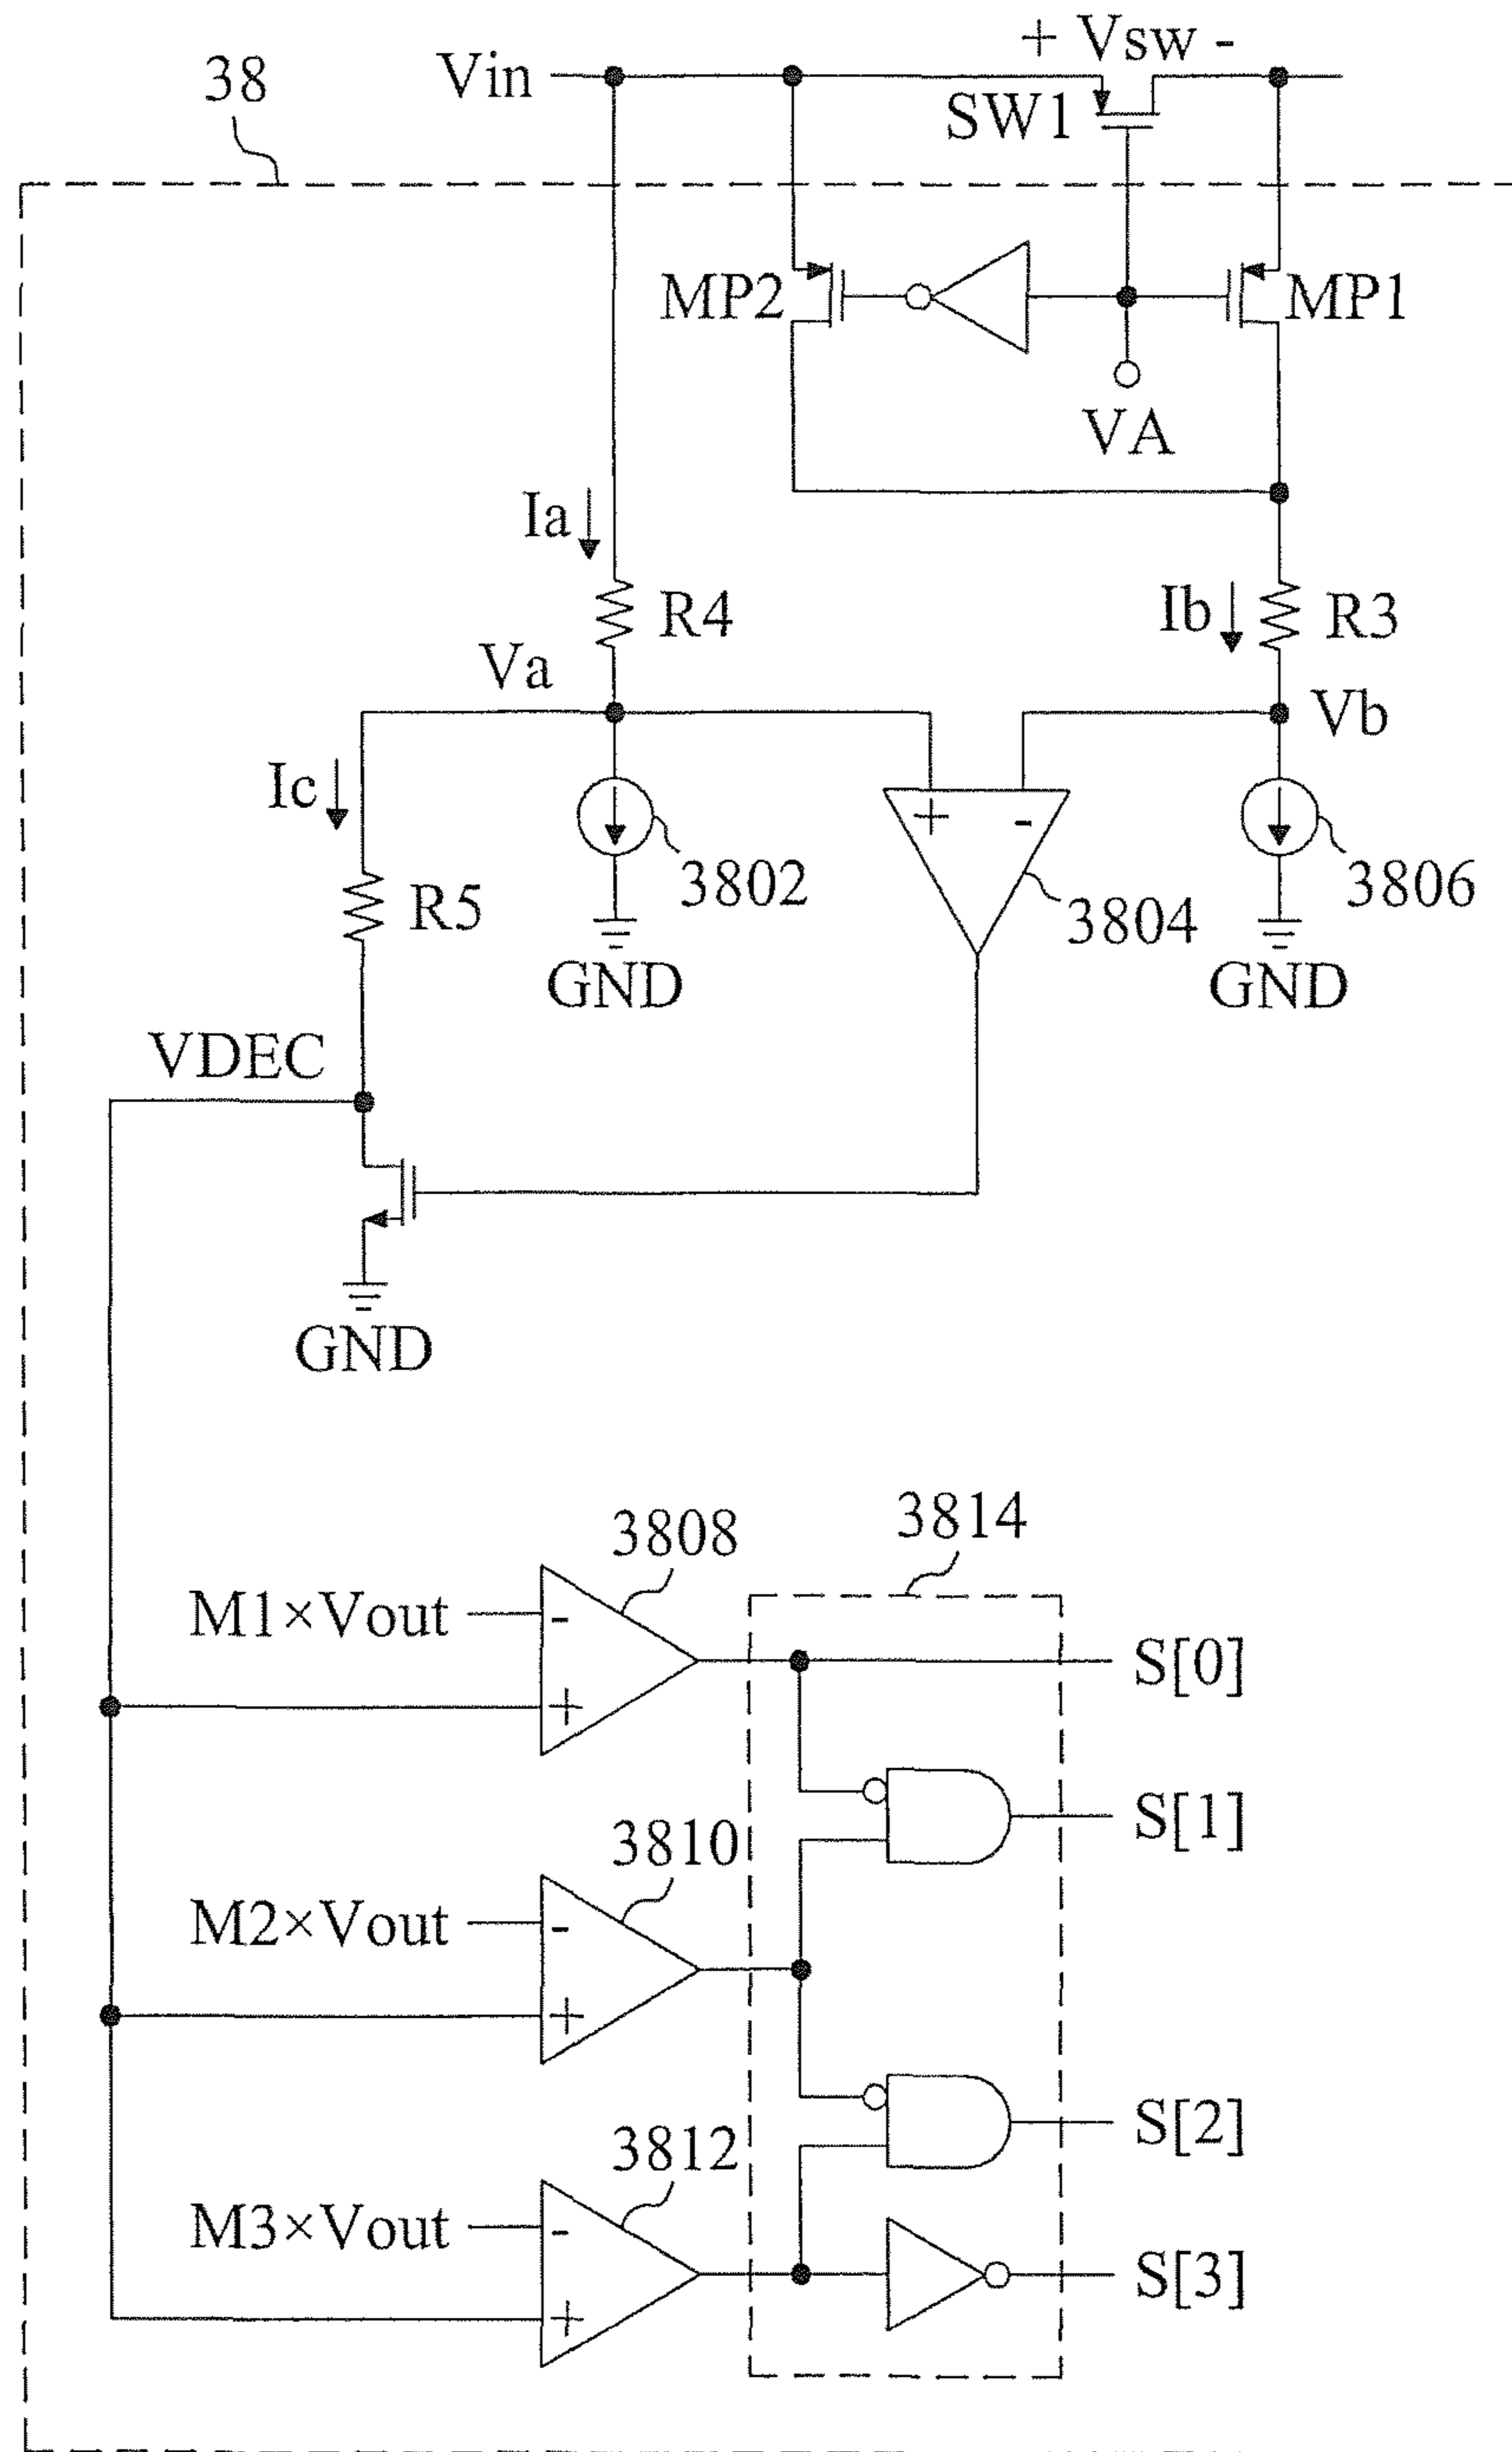 + Vsw -
Vin
38
SW1
MP2
MP1
VA
Ia
Ib
R4
R3
Va
Vb
Ic
+
-
R5
3802
3804
3806
GND
GND
VDEC
GND
3808
3814
M1×Vout
-
+
S[0]
S[1]
3810
M2×Vout
-
+
S[2]
3812
M3×Vout
-
+
S[3]